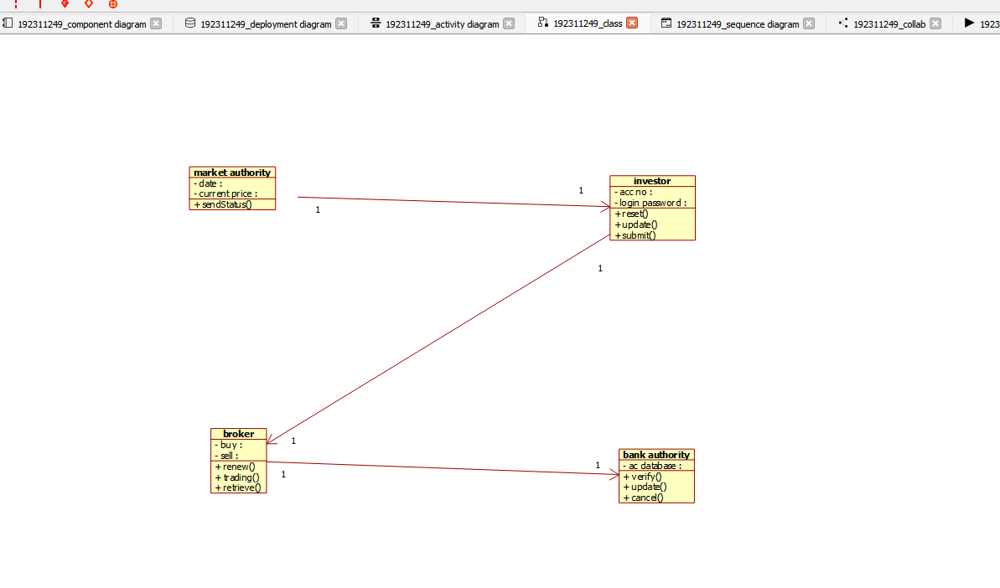 192311249_component diagram
192311249_deployment diagram
192311249_activity diagram
192311249_class
192311249_sequence diagram
192311249_collab
1923
market authority
- date :
- current price :
+ sendStatus()
1
1
investor
- acc no :
- login password :
+ reset()
+ update()
+ submit()
1
broker
- buy :
- sell :
+ renew()
+ trading()
+ retrieve()
1
1
1
bank authority
- ac database :
+ verify()
+ update()
+ cancel()